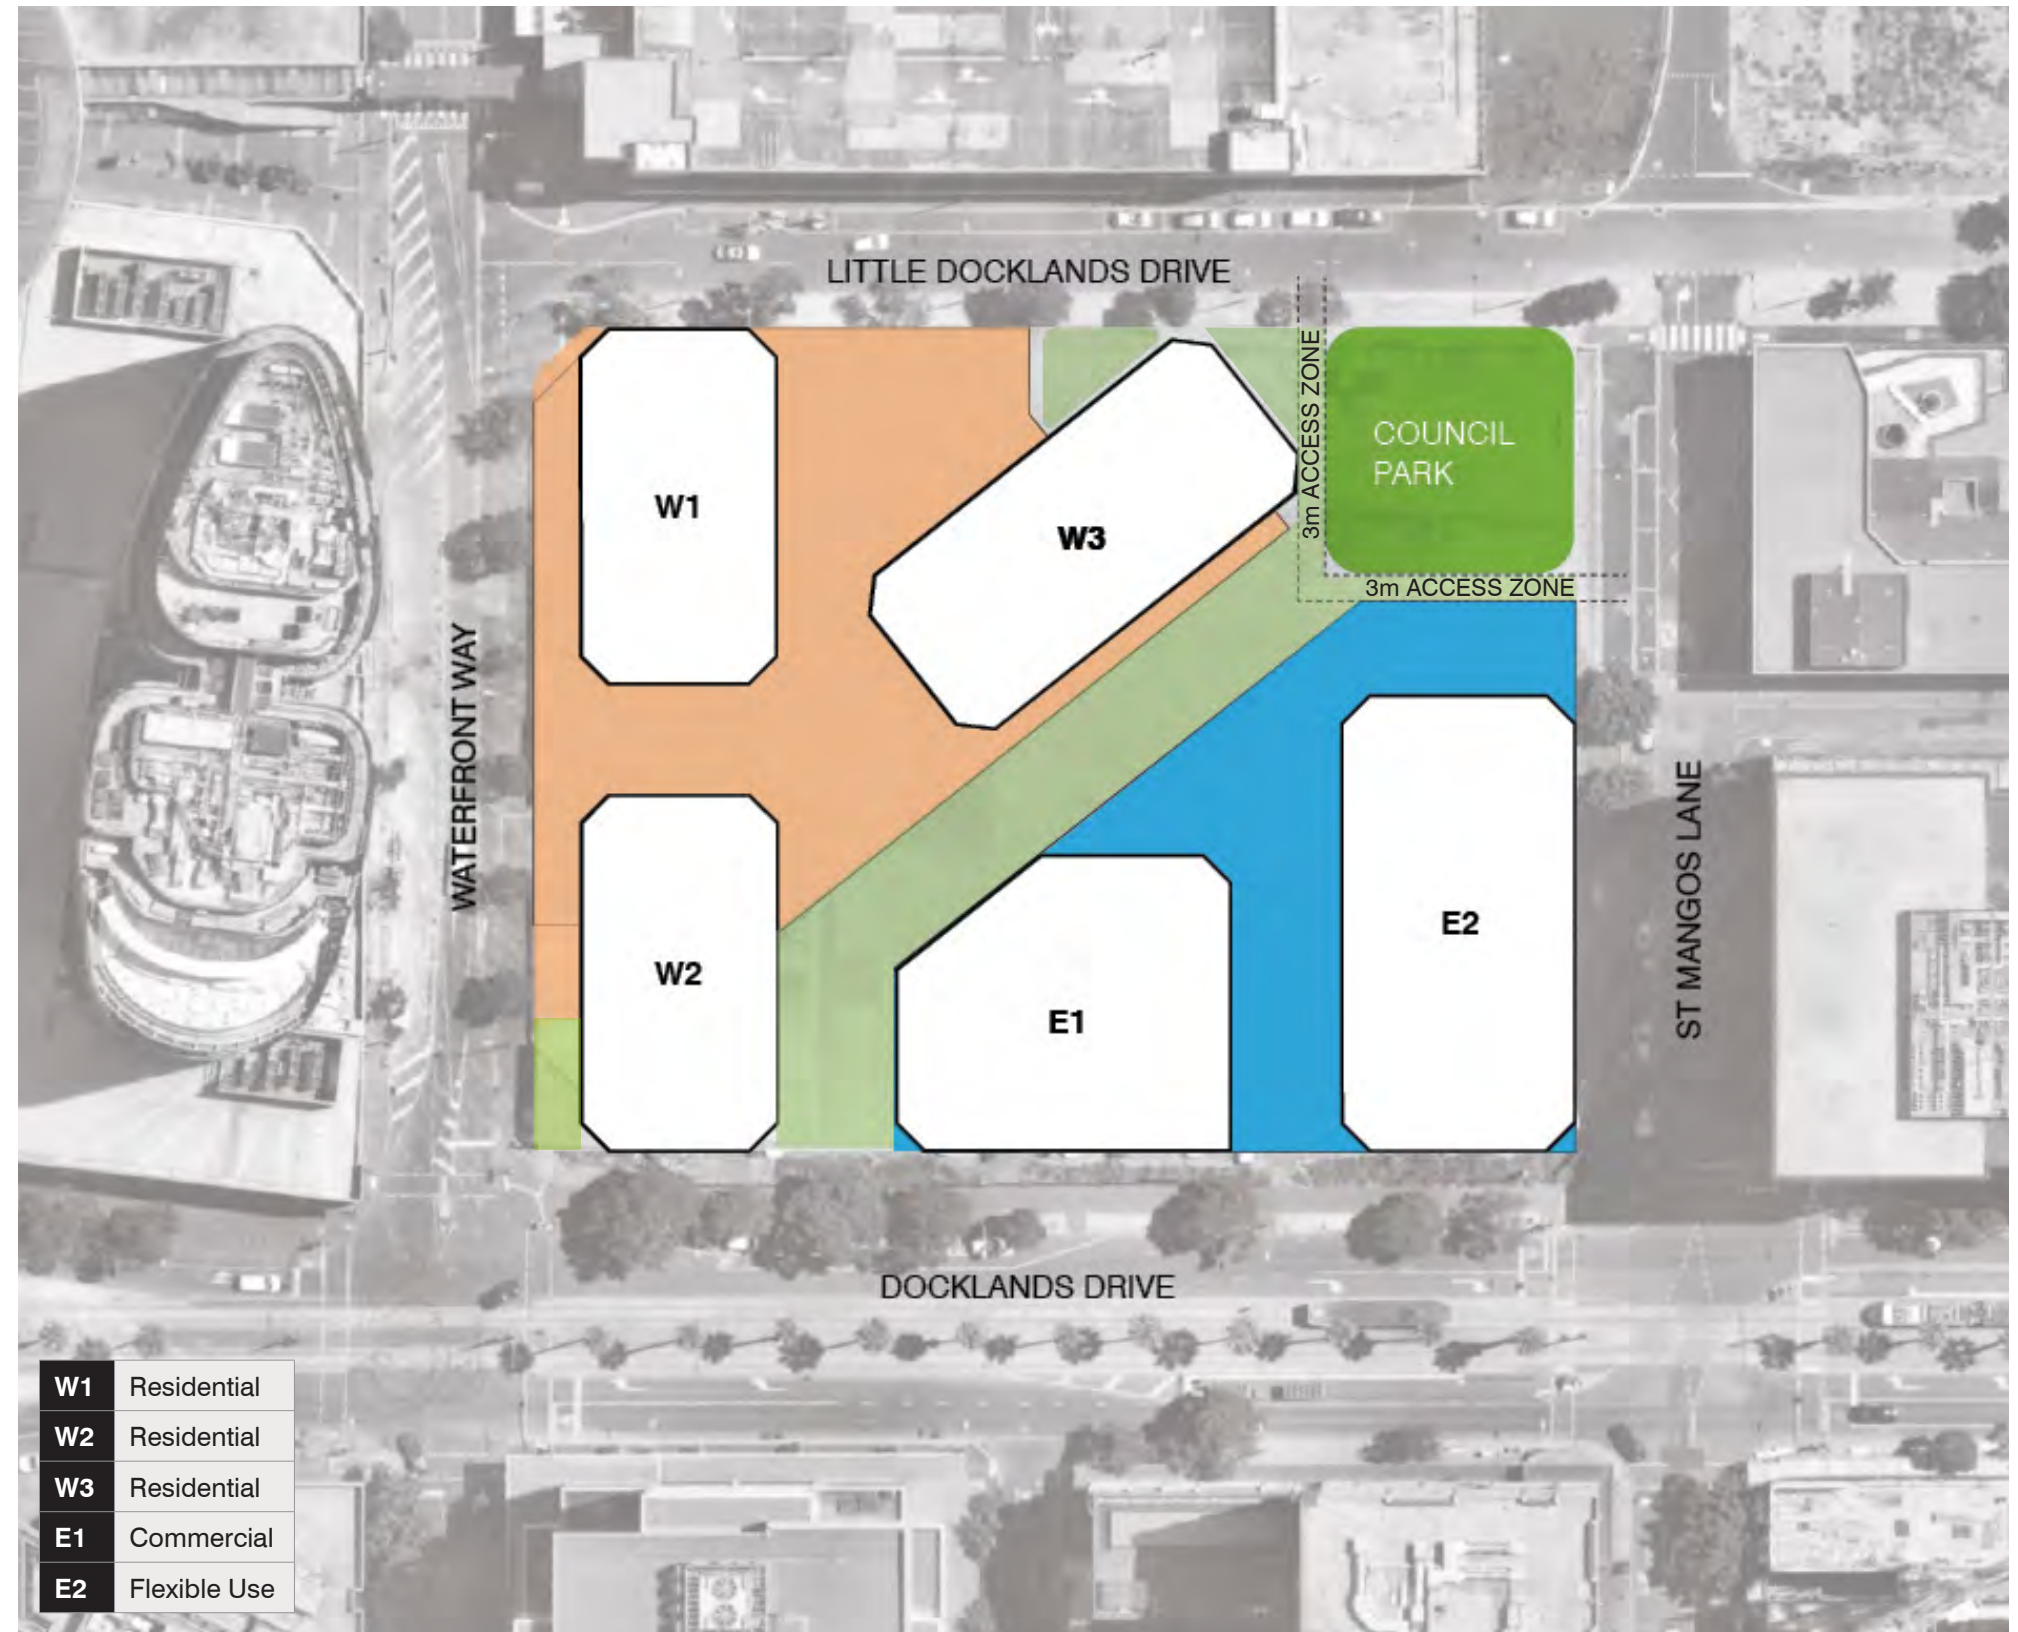 LITTLE DOCKLANDS DRIVE
3m ACCESS ZONE
COUNCIL
PARK
W1
W3
3m ACCESS ZONE
WATERFRONT WAY
ST MANGOS LANE
E2
W2
E1
DOCKLANDS DRIVE
W1 Residential
W2 Residential
W3 Residential
E1 Commercial
E2 Flexible Use